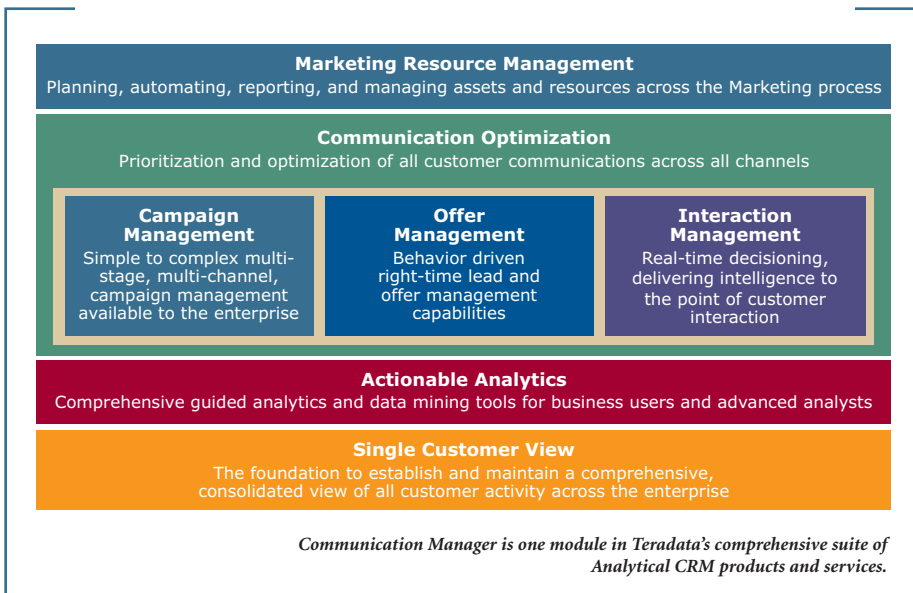 Marketing Resource Management
Planning, automating, reporting, and managing assets and resources across the Marketing process
Communication Optimization
Prioritization and optimization of all customer communications across all channels
Campaign
Management
Simple to complex multi-
stage, multi-channel,
campaign management
available to the enterprise
Offer
Management
Behavior driven
right-time lead and
offer management
capabilities
Interaction
Management
Real-time decisioning,
delivering intelligence to
the point of customer
interaction
Actionable Analytics
Comprehensive guided analytics and data mining tools for business users and advanced analysts
Single Customer View
The foundation to establish and maintain a comprehensive,
consolidated view of all customer activity across the enterprise
Communication Manager is one module in Teradata’s comprehensive suite of
Analytical CRM products and services.